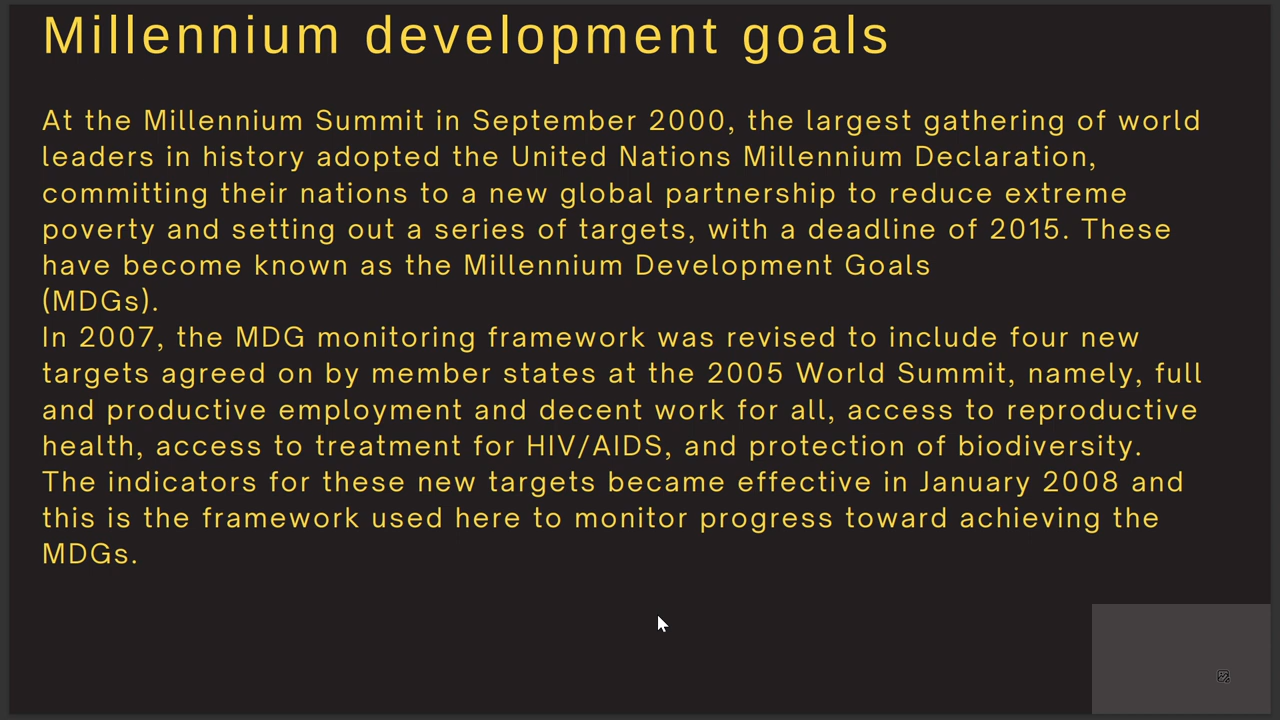 Millennium development goals
At the Millennium Summit in September 2000, the largest gathering of world
leaders in history adopted the United Nations Millennium Declaration,
committing their nations to a new global partnership to reduce extreme
poverty and setting out a series of targets, with a deadline of 2015. These
have become known as the Millennium Development Goals
(MDGs).
In 2007, the MDG monitoring framework was revised to include four new
targets agreed on by member states at the 2005 World Summit, namely, full
and productive employment and decent work for all, access to reproductive
health, access to treatment for HIV/AIDS, and protection of biodiversity.
The indicators for these new targets became effective in January 2008 and
this is the framework used here to monitor progress toward achieving the
MDGs.